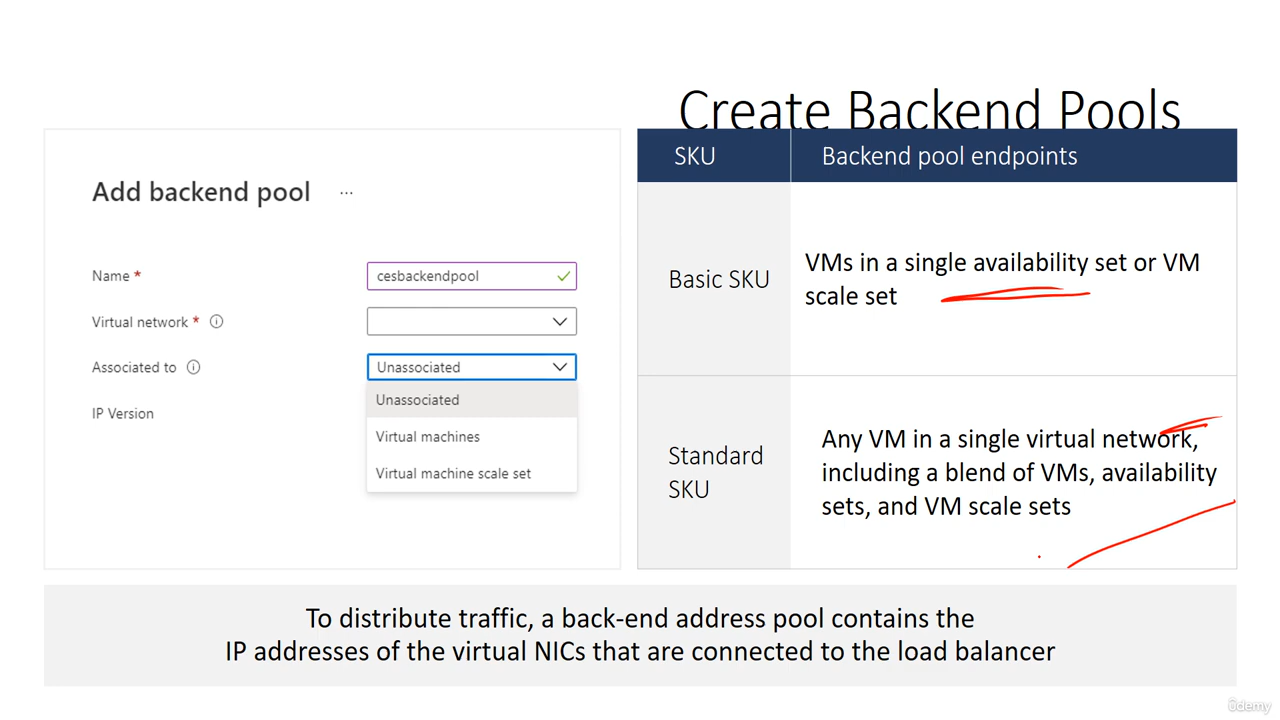 Create Backend Pools
Add backend pool ...
Name *
cesbackendpool
Virtual network *
Associated to
Unassociated
IP Version
Unassociated
Virtual machines
Virtual machine scale set
SKU
Backend pool endpoints
Basic SKU
VMs in a single availability set or VM
scale set
Standard
SKU
Any VM in a single virtual network,
including a blend of VMs, availability
sets, and VM scale sets
To distribute traffic, a back-end address pool contains the
IP addresses of the virtual NICs that are connected to the load balancer
ûdemy